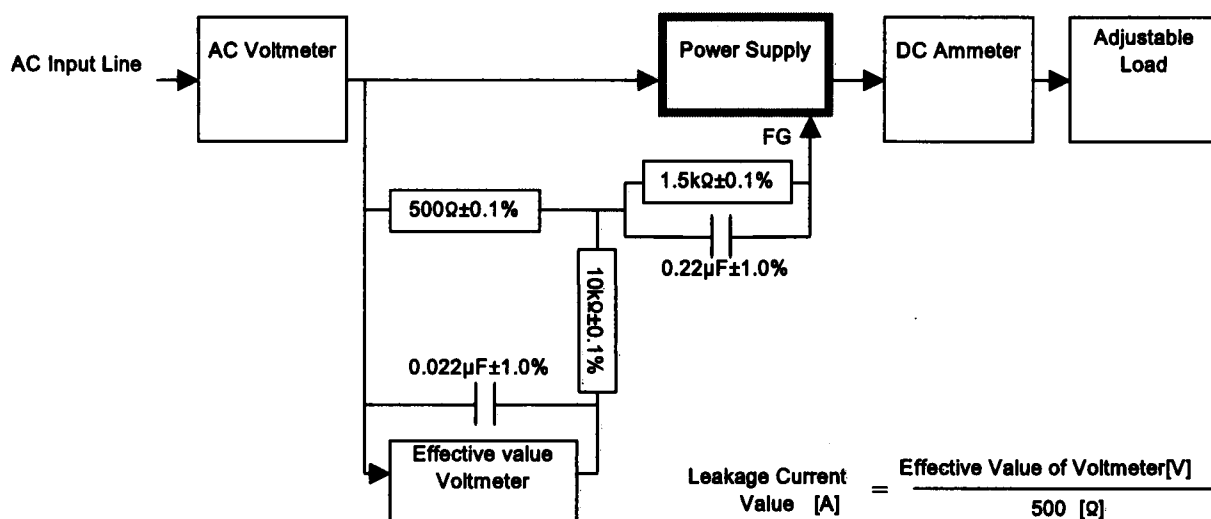 AC Input Line
AC Voltmeter
Power Supply
DC Ammeter
Adjustable
Load
FG
1.5kΩ±0.1%
500Ω±0.1%
0.22µF±1.0%
10kΩ±0.1%
0.022µF±1.0%
Effective value
Voltmeter
Leakage Current
Value [A]
=
Effective Value of Voltmeter[V]
500 [Ω]